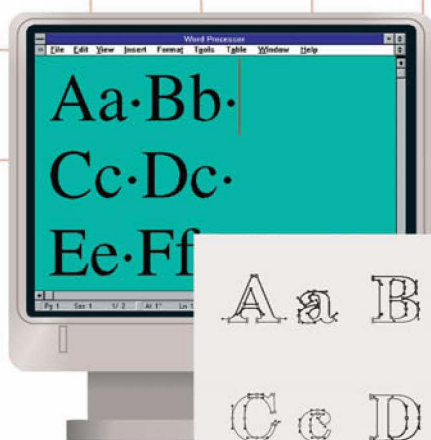 Word Processor
File Edit View Insert Format Tools Table Window Help
Aa·Bb·
Cc·Dc·
Ee·Ff
Pg 1 Sec 1 1/2 At 1" Ln
A a B
C c D